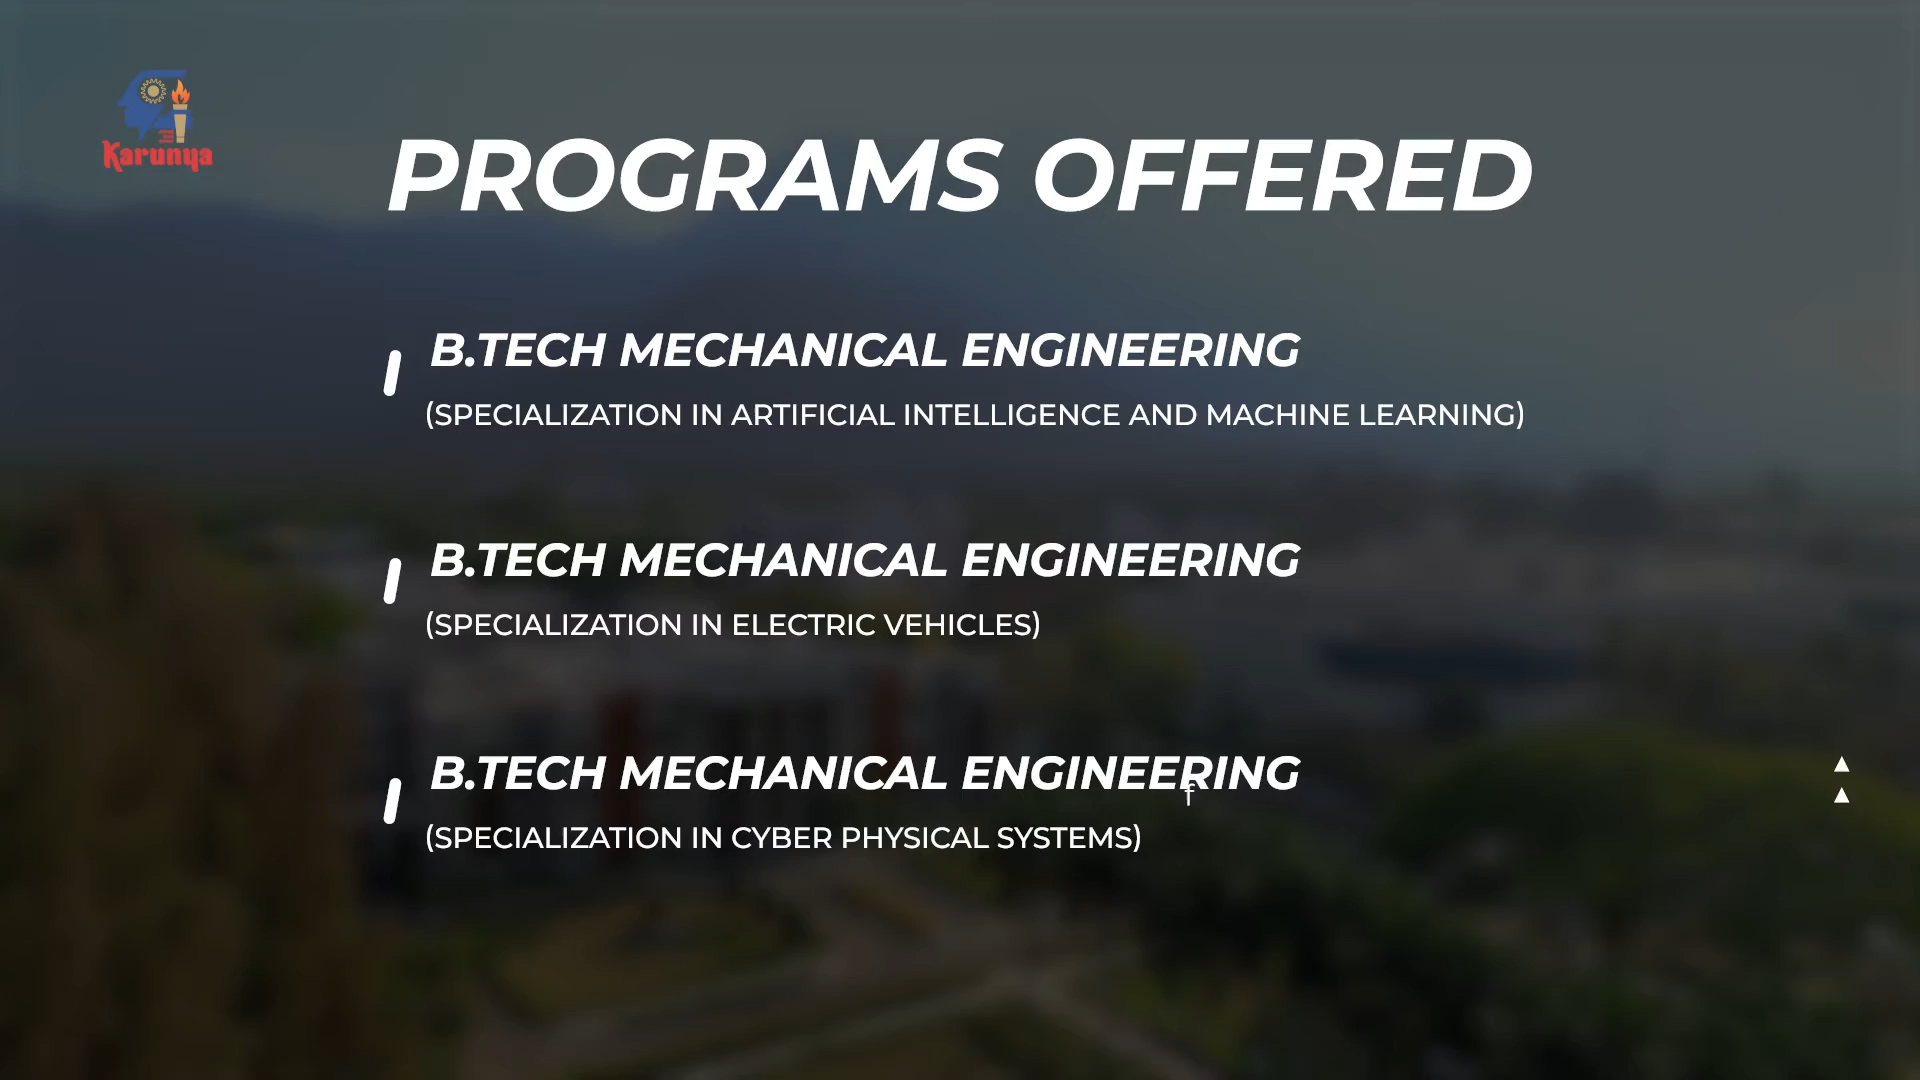 Karunya
PROGRAMS OFFERED
B.TECH MECHANICAL ENGINEERING
(SPECIALIZATION IN ARTIFICIAL INTELLIGENCE AND MACHINE LEARNING)
B.TECH MECHANICAL ENGINEERING
(SPECIALIZATION IN ELECTRIC VEHICLES)
B.TECH MECHANICAL ENGINEERING
f
(SPECIALIZATION IN CYBER PHYSICAL SYSTEMS)